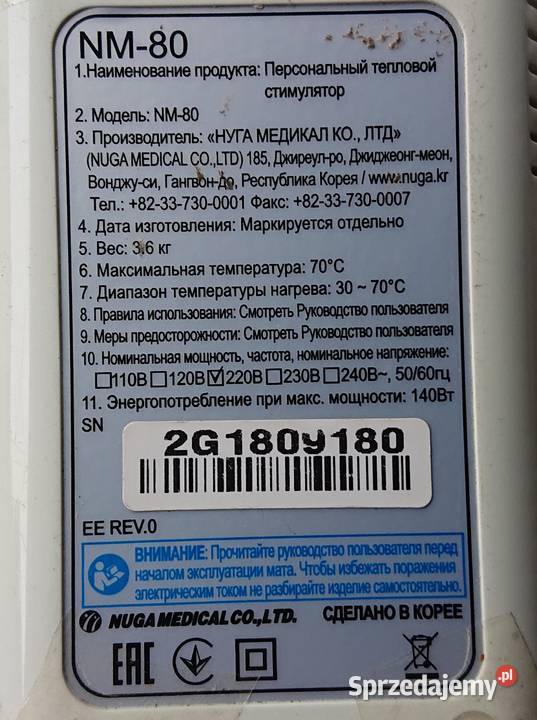 NM-80
1.Наименование продукта: Персональный тепловой
стимулятор
2. Модель: NM-80
3. Производитель: «НУГА МЕДИКАЛ КО., ЛТД»
(NUGA MEDICAL CO.,LTD) 185, Джиреул-ро, Джиджеонг-меон,
Вонджу-си, Гангвон-до, Республика Корея / www.nuga.kr
Тел.: +82-33-730-0001 Факс: +82-33-730-0007
4. Дата изготовления: Маркируется отдельно
5. Вес: 3,6 кг
6. Максимальная температура: 70°C
7. Диапазон температуры нагрева: 30 ~ 70°C
8. Правила использования: Смотреть Руководство пользователя
9. Меры предосторожности: Смотреть Руководство пользователя
10. Номинальная мощность, частота, номинальное напряжение:
☐110В☐120В☑220В☐230В☐240В~, 50/60гц
11. Энергопотребление при макс. мощности: 140Вт
SN
2G1809180
EE REV.0
ВНИМАНИЕ: Прочитайте руководство пользователя перед
началом эксплуатации мата. Чтобы избежать поражения
электрическим током не разбирайте изделие самостоятельно.
NUGA MEDICAL CO.,LTD. СДЕЛАНО В КОРЕЕ
EAC
Sprzedajemy.pl